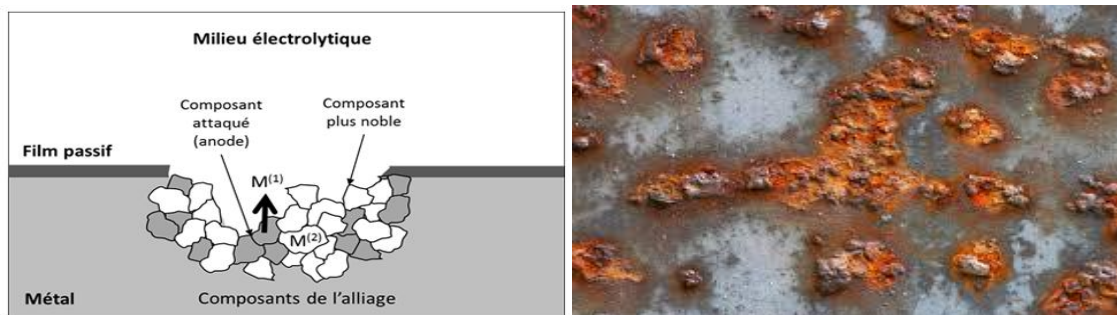 Milieu électrolytique
Composant
attaqué
(anode)
Composant
plus noble
Film passif
M(1)
M(2)
Métal
Composants de l'alliage